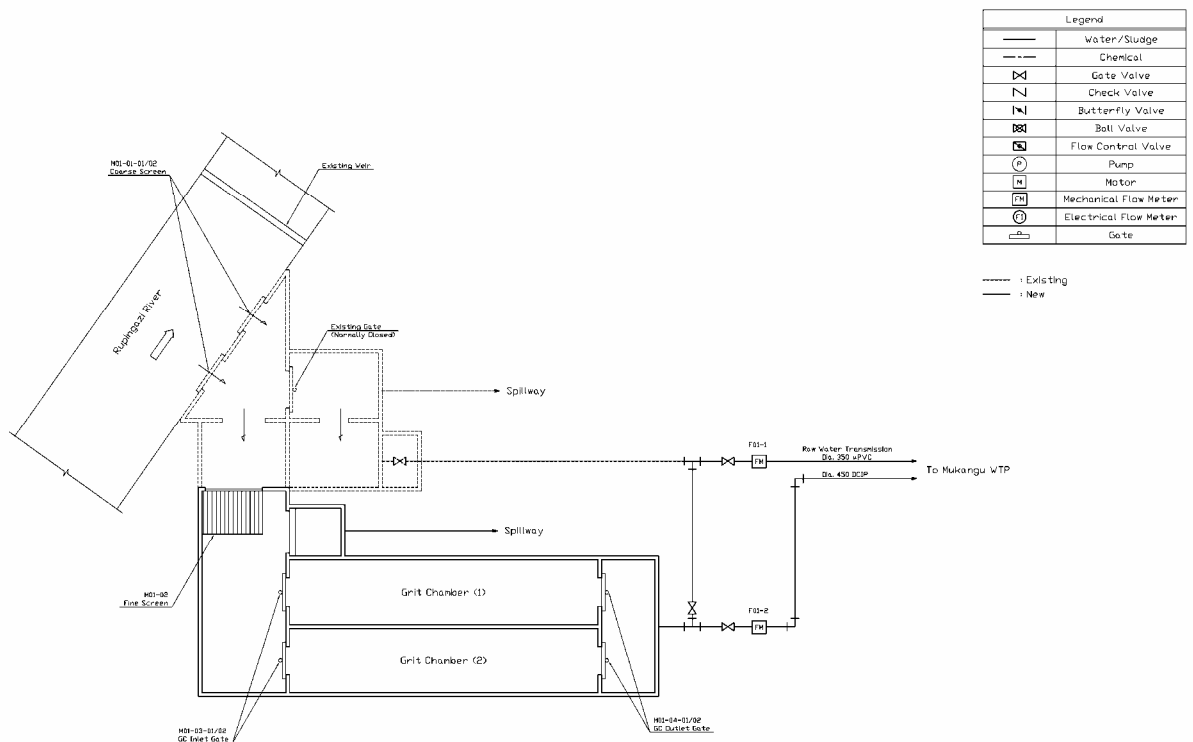 Legend
Water/Sludge
Chemical
Gate Valve
Check Valve
Butterfly Valve
Ball Valve
Flow Control Valve
P Pump
M Motor
FM Mechanical Flow Meter
FI Electrical Flow Meter
Gate
: Existing
: New
M01-01-01/02
Coarse Screen
Existing Weir
Rupingazi River
Existing Gate
(Normally Closed)
Spillway
F01-1
FM
Raw Water Transmission
Dia. 350 uPVC
To Mukangu WTP
Dia. 450 DCIP
Spillway
M01-02
Fine Screen
Grit Chamber (1)
F01-2
FM
Grit Chamber (2)
M01-03-01/02
GC Inlet Gate
M01-04-01/02
GC Outlet Gate